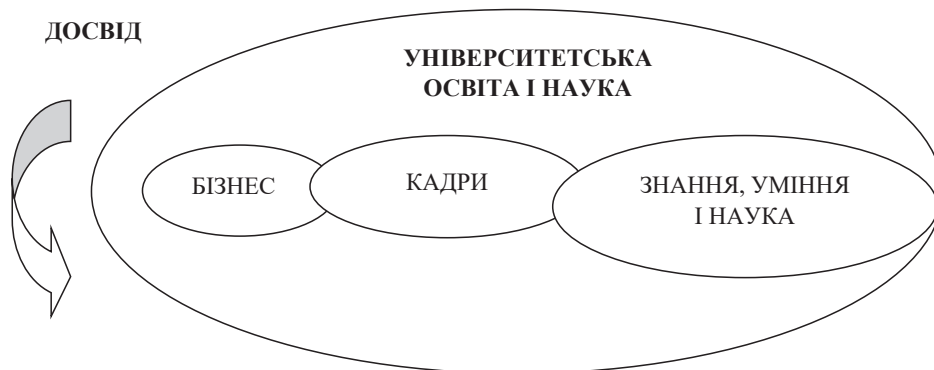 ДОСВІД
УНІВЕРСИТЕТСЬКА
ОСВІТА І НАУКА
БІЗНЕС
КАДРИ
ЗНАННЯ, УМІННЯ
І НАУКА